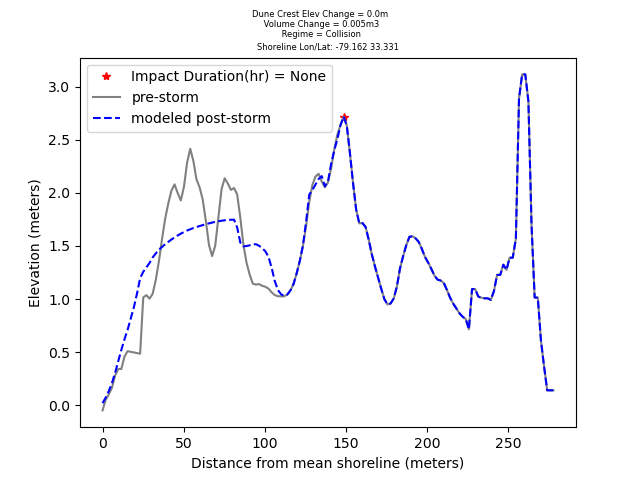 Dune Crest Elev Change = 0.0m
Volume Change = 0.005m3
Regime = Collision
Shoreline Lon/Lat: -79.162 33.331
Impact Duration(hr) = None
pre-storm
modeled post-storm
3.0
2.5
2.0
1.5
1.0
0.5
0.0
Elevation (meters)
0 50 100 150 200 250
Distance from mean shoreline (meters)